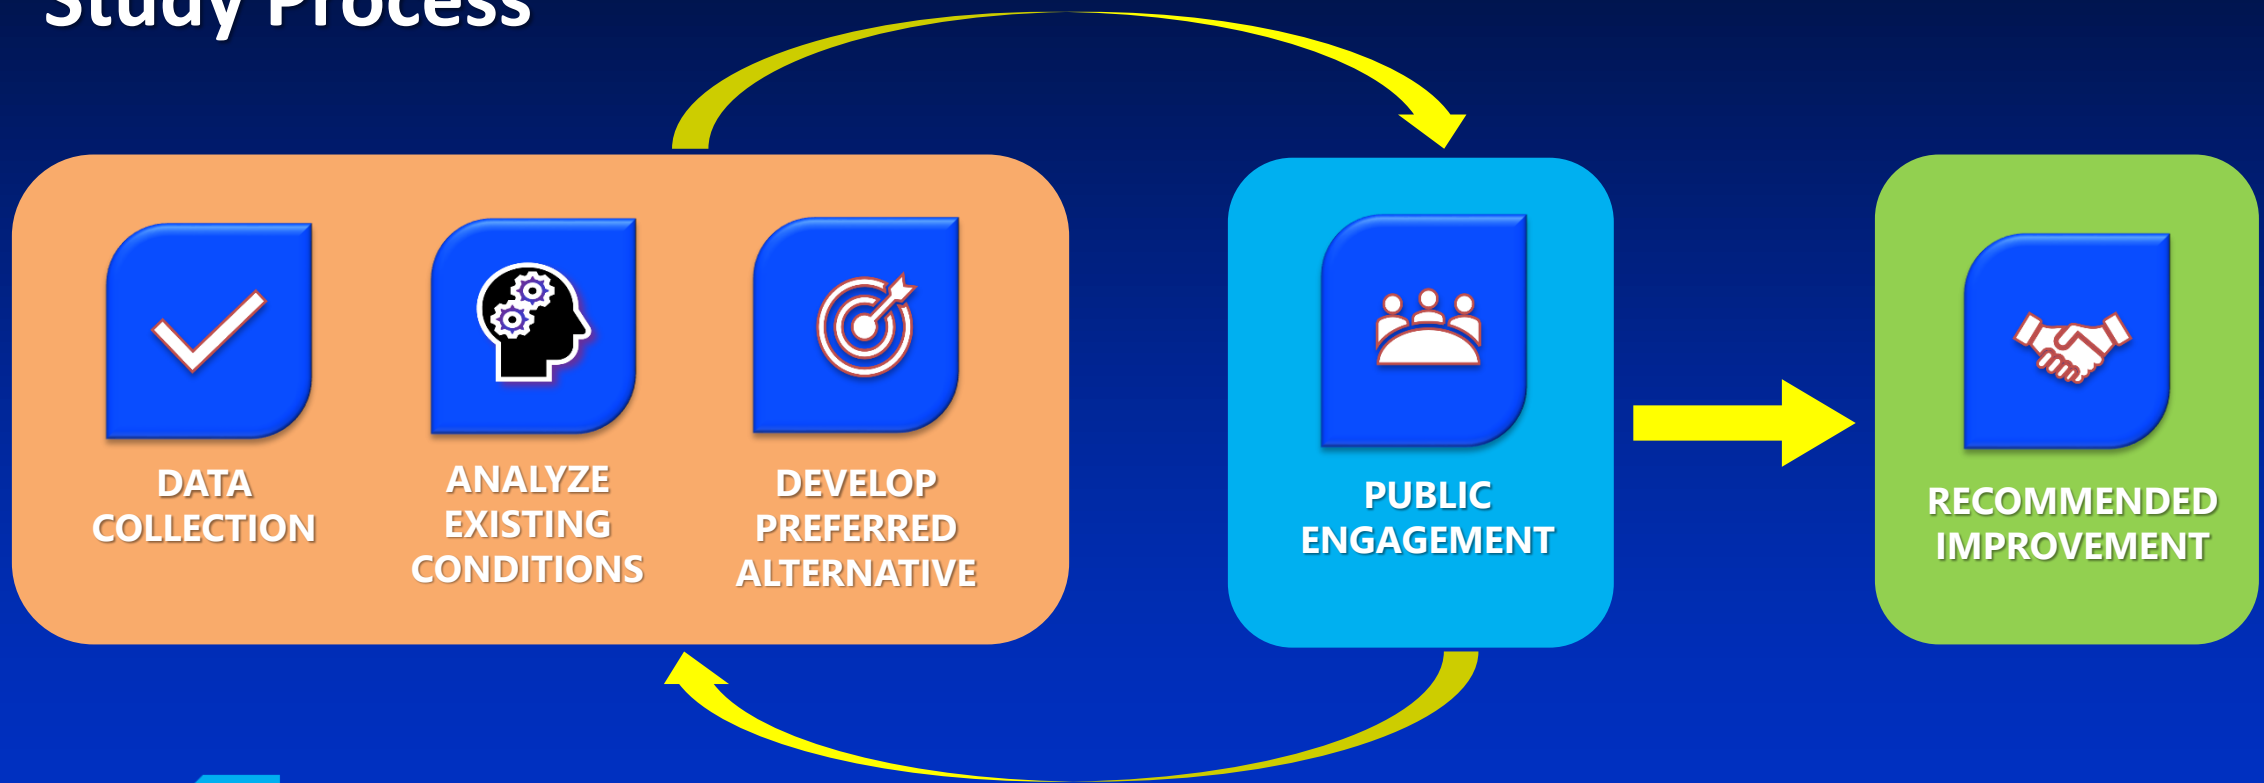 Study Process
DATA
COLLECTION
ANALYZE
EXISTING
CONDITIONS
DEVELOP
PREFERRED
ALTERNATIVE
PUBLIC
ENGAGEMENT
RECOMMENDED
IMPROVEMENT